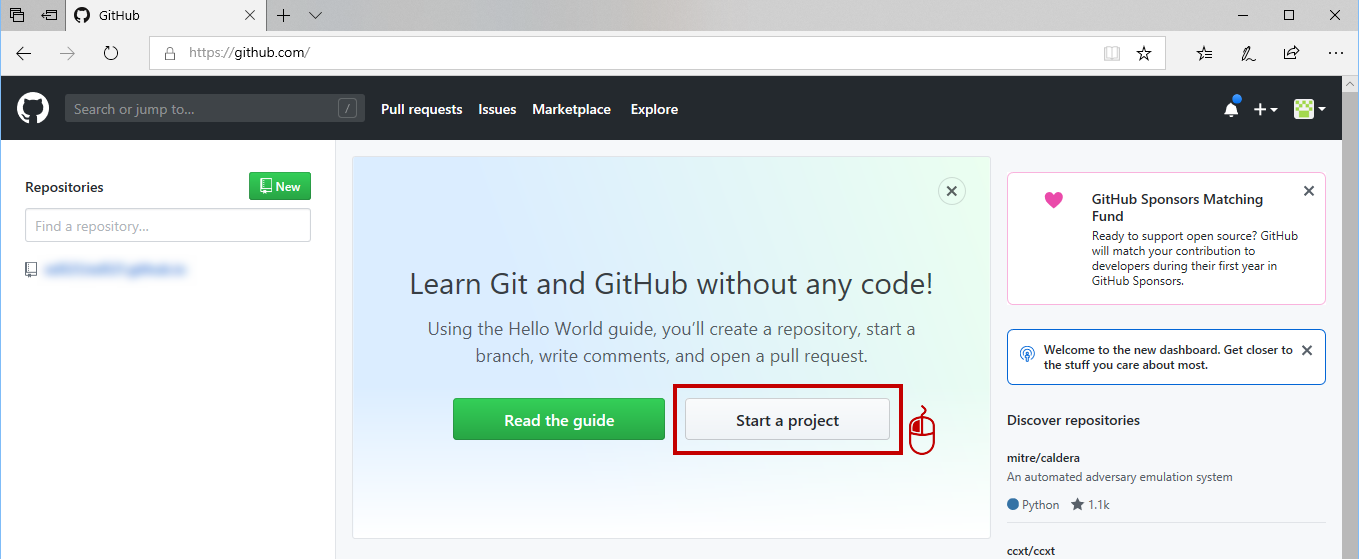 GitHub
https://github.com/
Search or jump to... /
Pull requests Issues Marketplace Explore
Repositories
New
Find a repository...
Learn Git and GitHub without any code!
Using the Hello World guide, you’ll create a repository, start a
branch, write comments, and open a pull request.
Read the guide
Start a project
GitHub Sponsors Matching
Fund
Ready to support open source? GitHub
will match your contribution to
developers during their first year in
GitHub Sponsors.
Welcome to the new dashboard. Get closer to
the stuff you care about most.
Discover repositories
mitre/caldera
An automated adversary emulation system
Python 1.1k
ccxt/ccxt